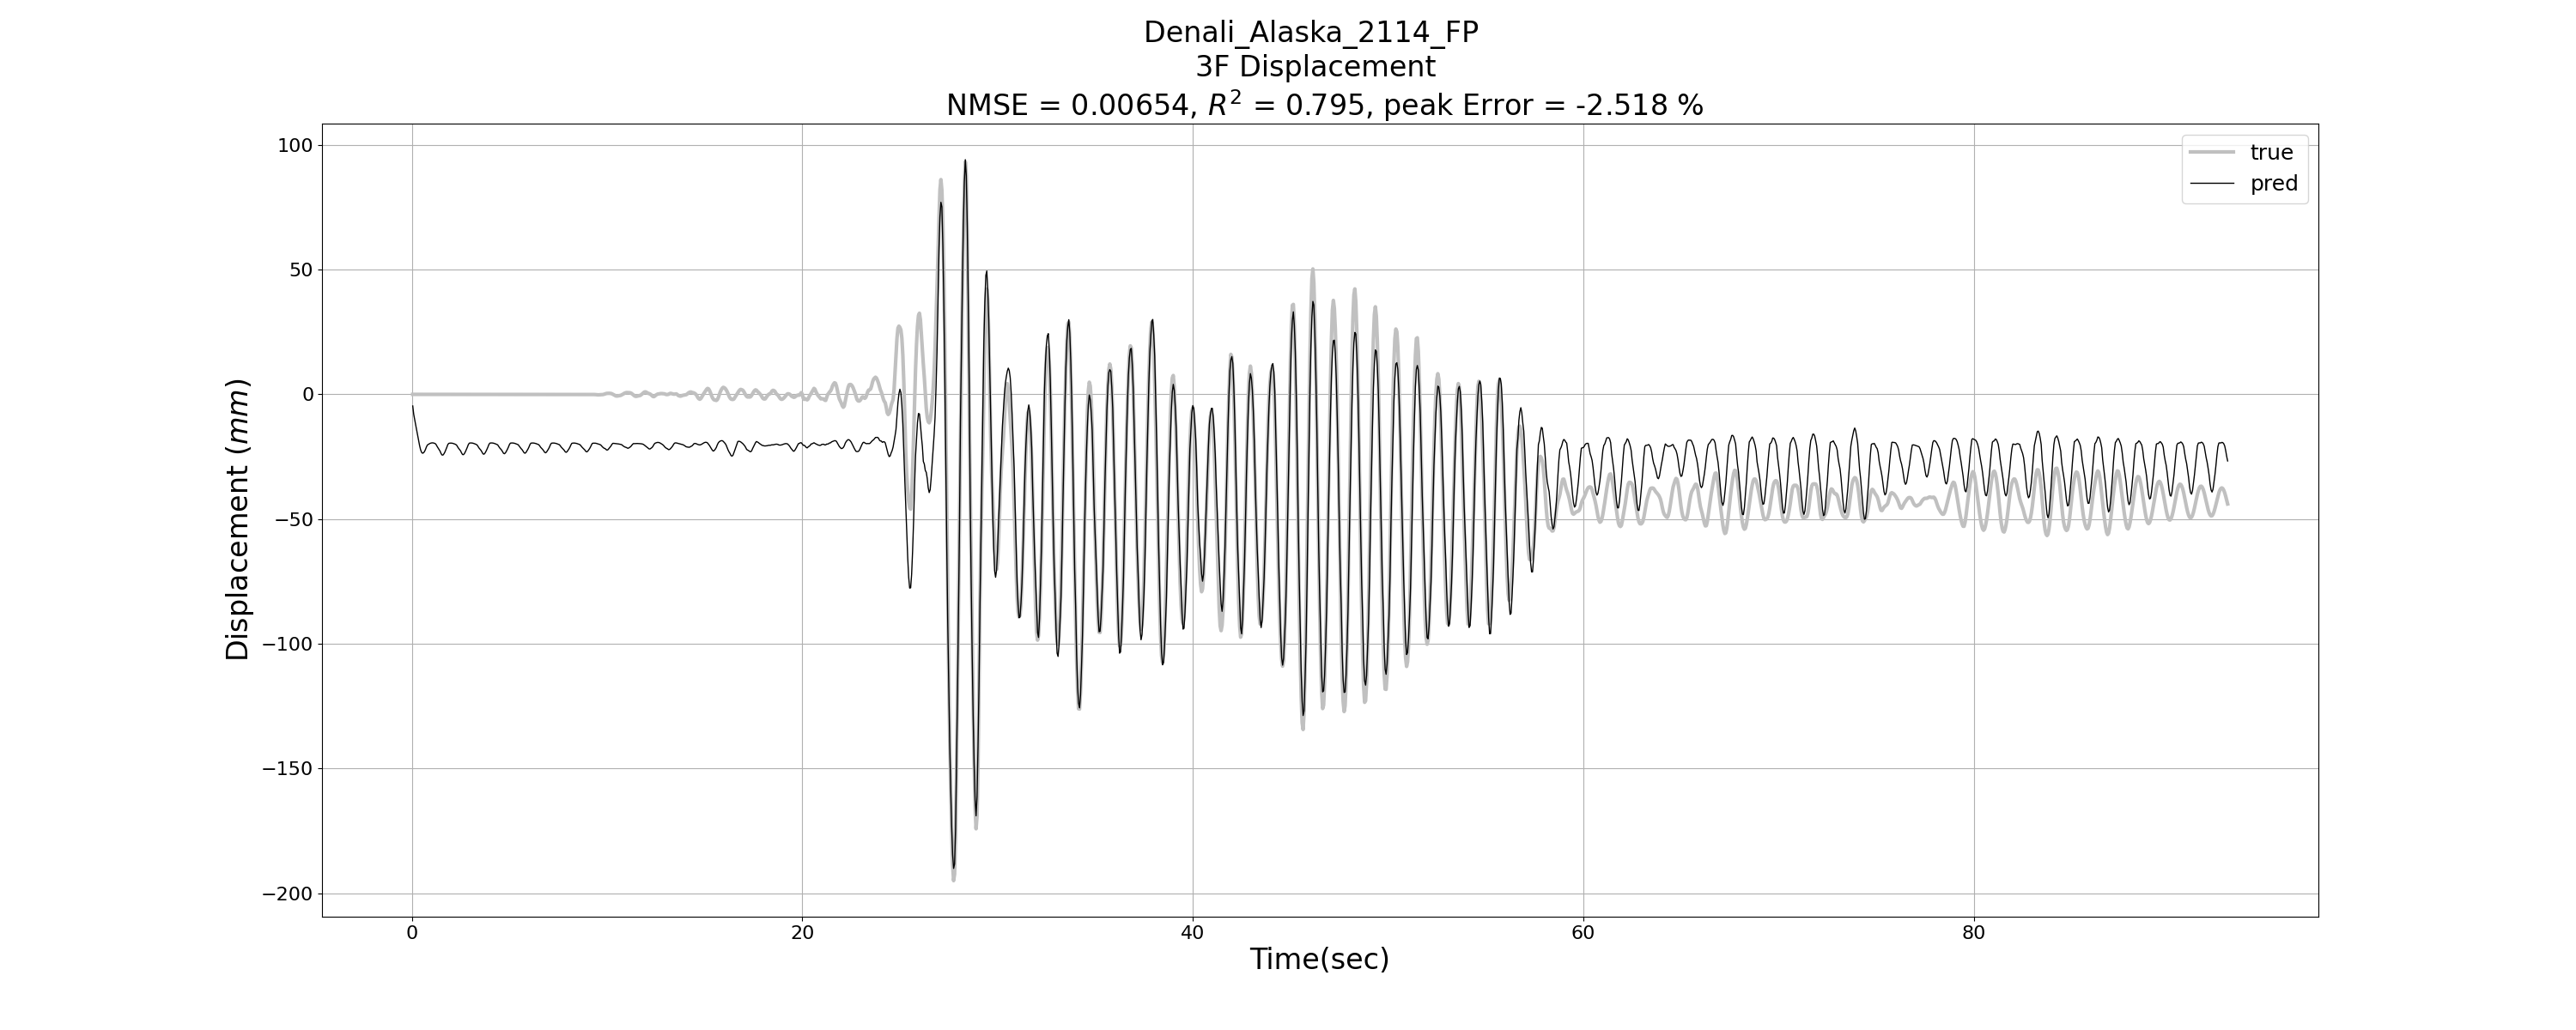 Denali_Alaska_2114_FP
3F Displacement
NMSE = 0.00654, R² = 0.795, peak Error = -2.518 %
true
pred
100
50
0
−50
−100
−150
−200
Displacement (mm)
0 20 40 60 80
Time(sec)